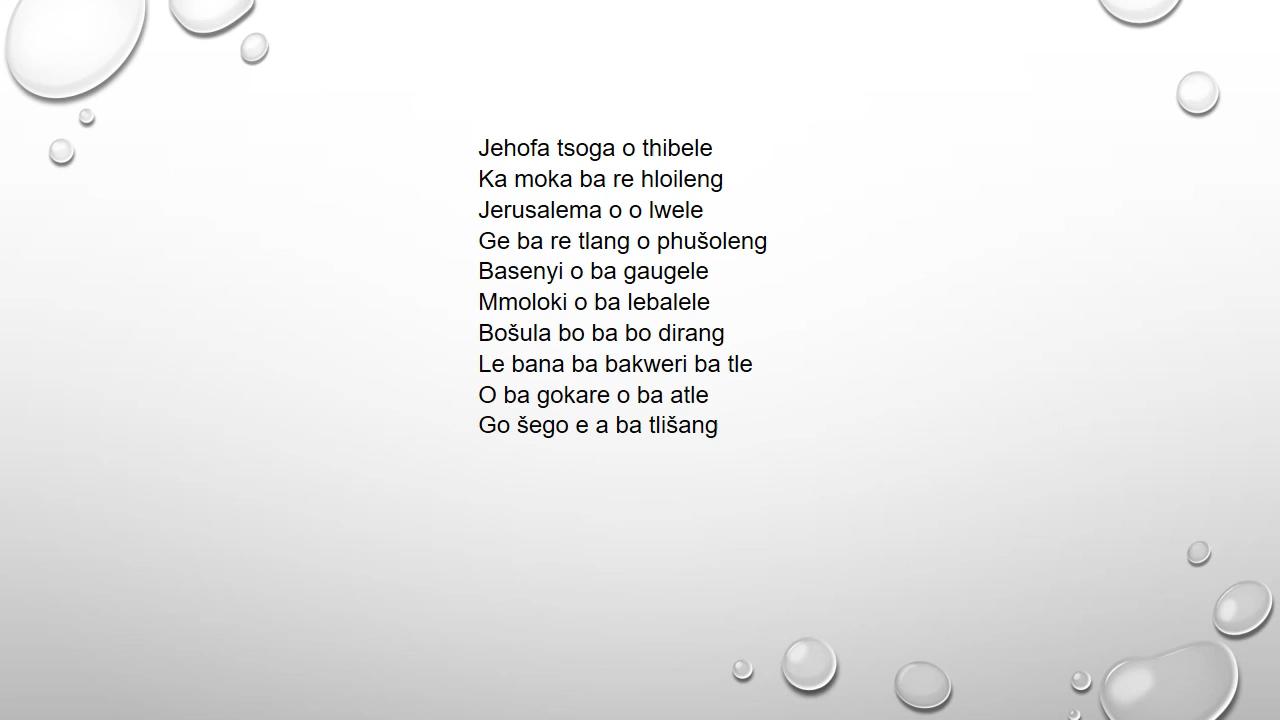 Jehofa tsoga o thibele
Ka moka ba re hloileng
Jerusalema o o lwele
Ge ba re tlang o phušoleng
Basenyi o ba gaugele
Mmoloki o ba lebalele
Bošula bo ba bo dirang
Le bana ba bakweri ba tle
O ba gokare o ba atle
Go šego e a ba tlišang